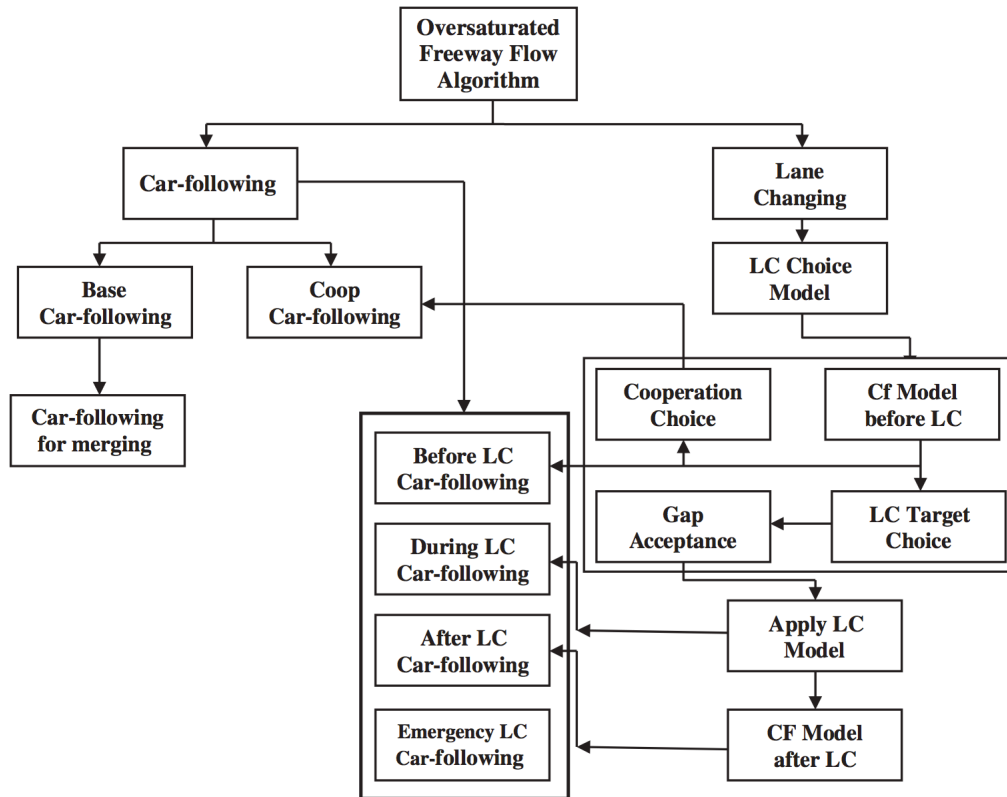 Oversaturated
Freeway Flow
Algorithm
Car-following
Lane
Changing
Base
Car-following
Coop
Car-following
LC Choice
Model
Car-following
for merging
Cooperation
Choice
Cf Model
before LC
Before LC
Car-following
Gap
Acceptance
LC Target
Choice
During LC
Car-following
After LC
Car-following
Apply LC
Model
Emergency LC
Car-following
CF Model
after LC